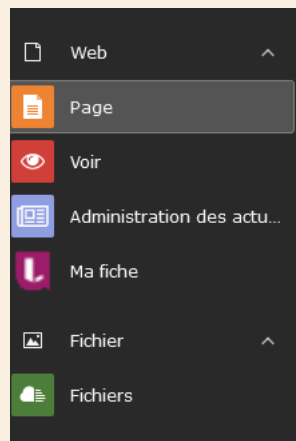 Web
Page
Voir
Administration des actu...
Ma fiche
Fichier
Fichiers